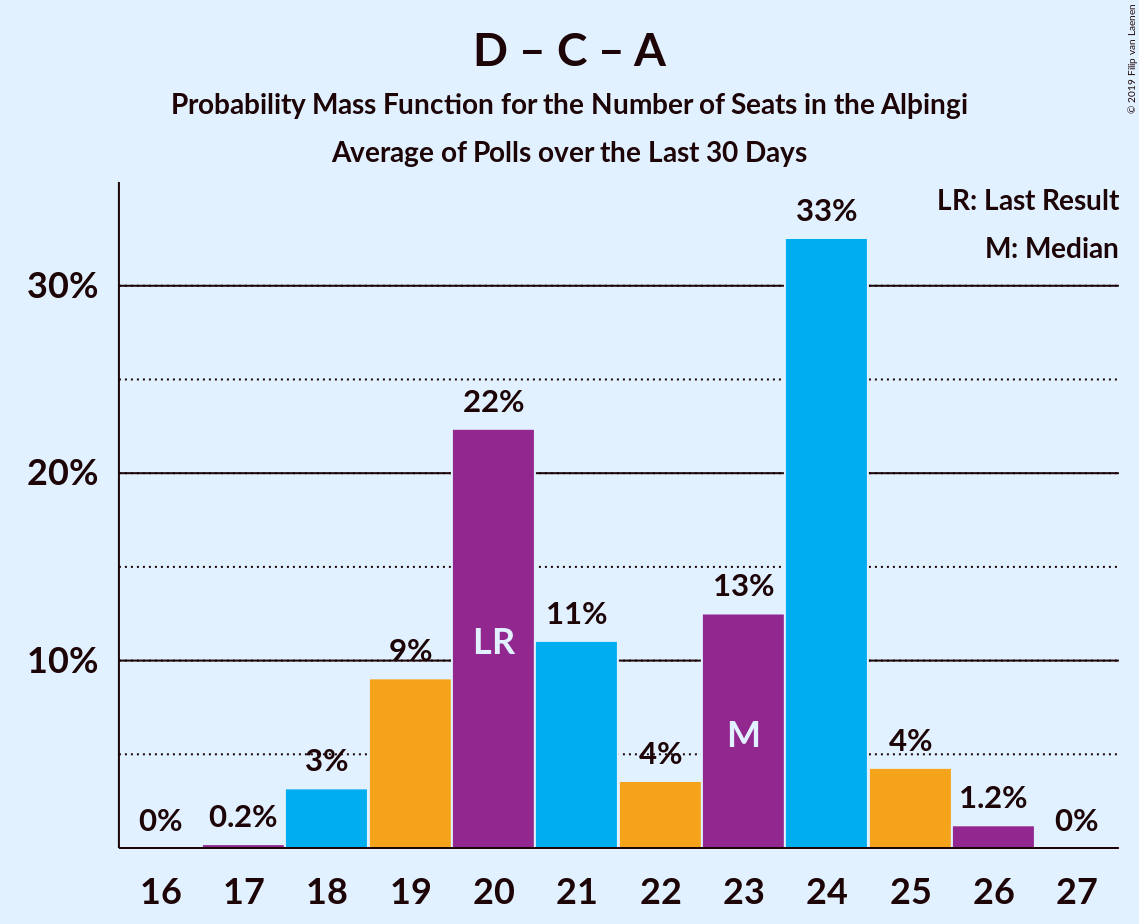 D – C – A
Probability Mass Function for the Number of Seats in the Alþingi
Average of Polls over the Last 30 Days
© 2019 Filip van Laenen
LR: Last Result
M: Median
33%
30%
22%
20%
13%
11%
LR
9%
10%
M
4%
4%
3%
1.2%
0%
0.2%
0%
16 17 18 19 20 21 22 23 24 25 26 27